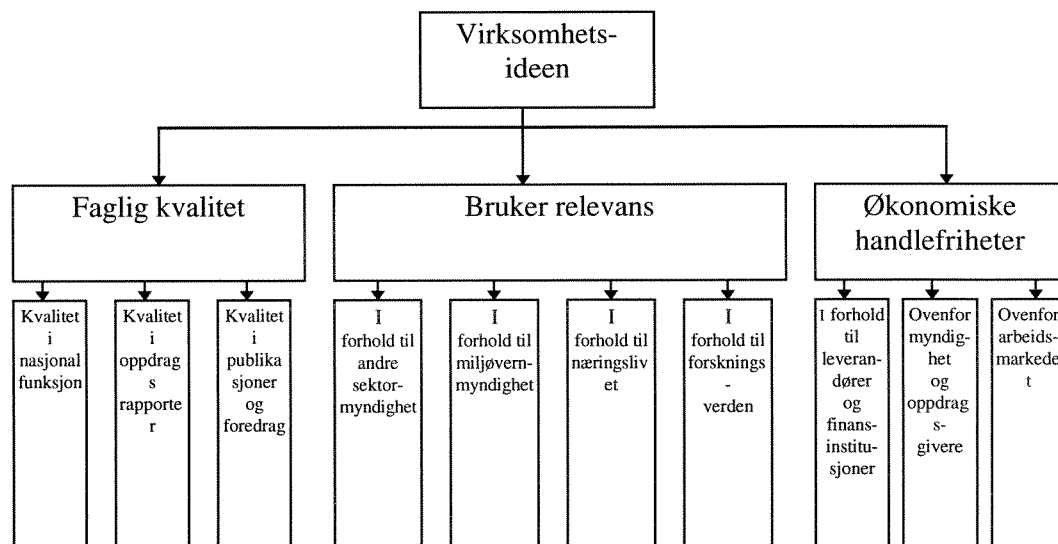 Virksomhets-
ideen
Faglig kvalitet
Bruker relevans
Økonomiske
handlefriheter
Kvalitet
i
nasjonal
funksjon
Kvalitet
i
oppdrag
s
rapporte
r
Kvalitet
i
publika
sjoner
og
foredrag
I
forhold til
andre
sektor-
myndighet
I
forhold til
miljøvern-
myndighet
I
forhold til
næringsliv
et
I
forhold til
forsknings
-
verden
I forhold
til
leveran-
dører
og
finans-
institu-
sjoner
Ovenfor
myndig-
het
og
oppdrag
s-
givere
Ovenfor
arbeids-
markede
t